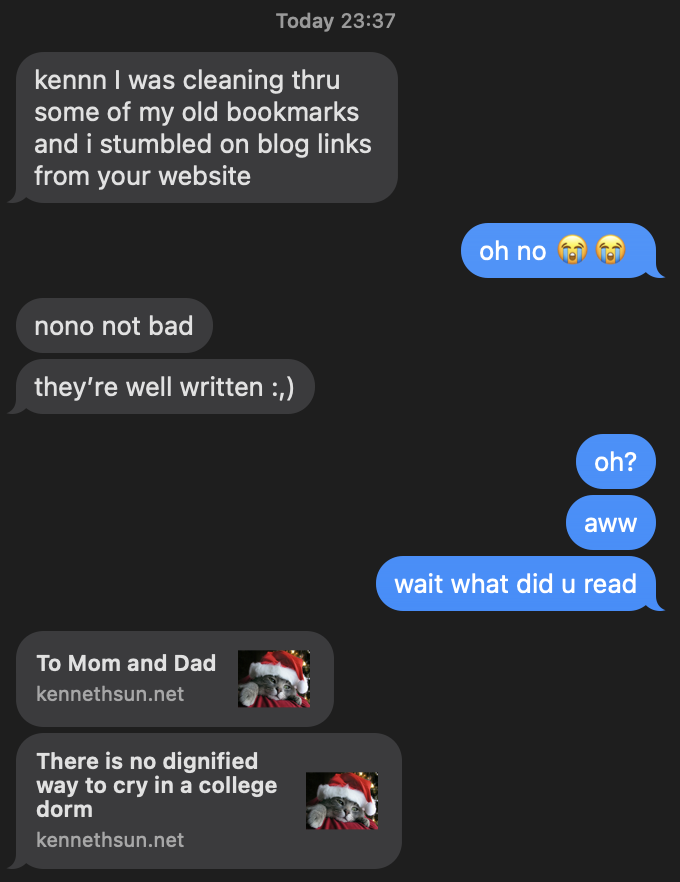 Today 23:37
kennn I was cleaning thru
some of my old bookmarks
and i stumbled on blog links
from your website
oh no 😭 😭
nono not bad
they’re well written :,)
oh?
aww
wait what did u read
To Mom and Dad
kennethsun.net
There is no dignified
way to cry in a college
dorm
kennethsun.net